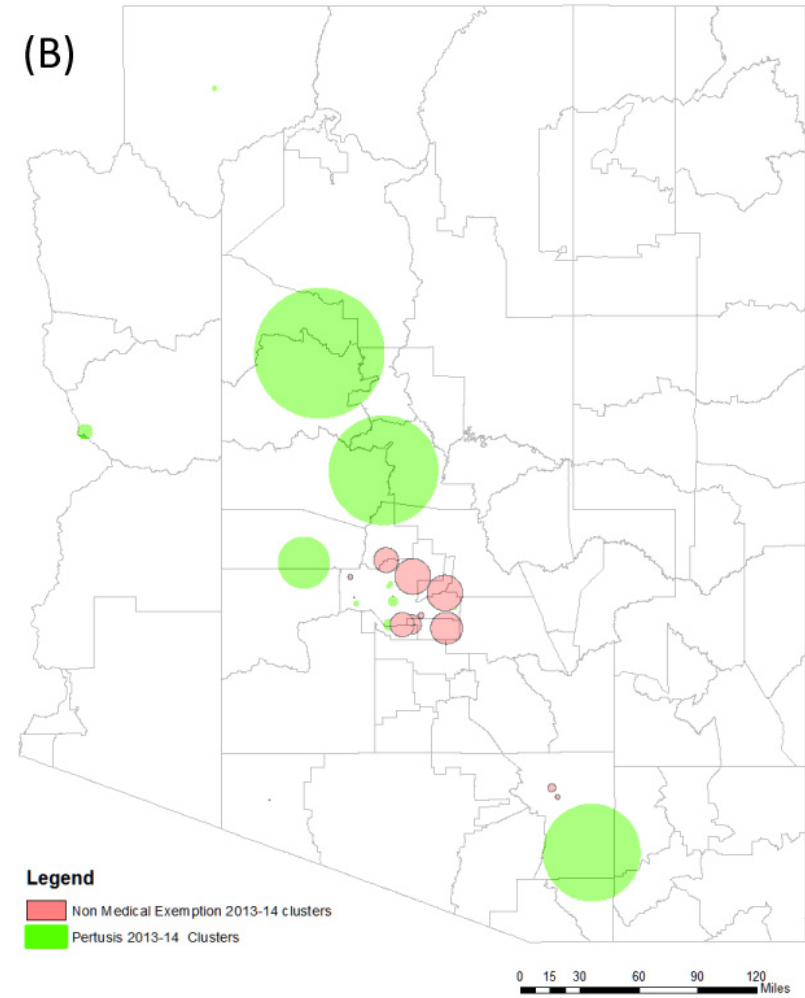 (B)
Legend
Non Medical Exemption 2013-14 clusters
Pertusis 2013-14 Clusters
0 15 30 60 90 120
Miles